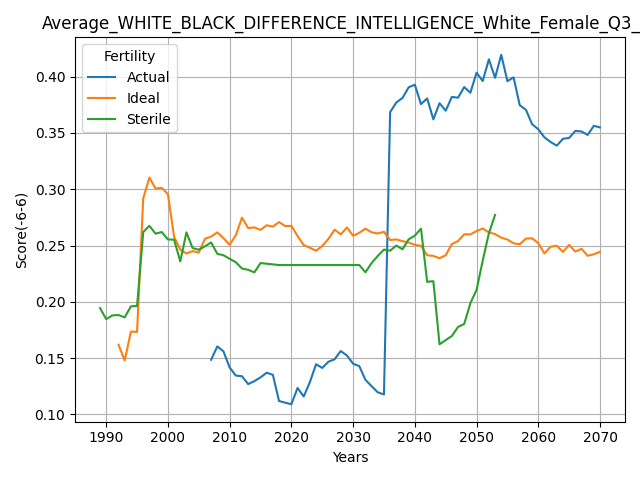 Average_WHITE_BLACK_DIFFERENCE_INTELLIGENCE_White_Female_Q3_
Fertility
Actual
Ideal
Sterile
Score(-6-6)
0.40
0.35
0.30
0.25
0.20
0.15
0.10
1990 2000 2010 2020 2030 2040 2050 2060 2070
Years